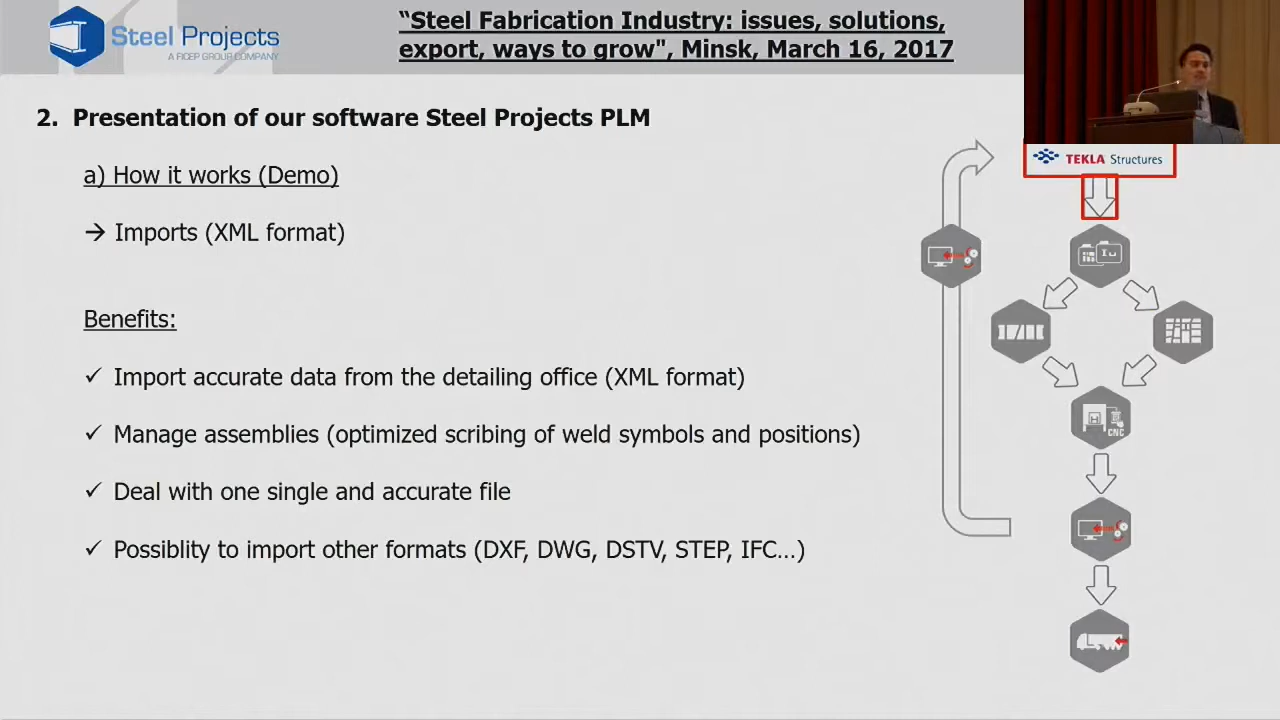 Steel Projects
A FICEP GROUP COMPANY
“Steel Fabrication Industry: issues, solutions,
export, ways to grow", Minsk, March 16, 2017
2. Presentation of our software Steel Projects PLM
a) How it works (Demo)
→ Imports (XML format)
Benefits:
✓ Import accurate data from the detailing office (XML format)
✓ Manage assemblies (optimized scribing of weld symbols and positions)
✓ Deal with one single and accurate file
✓ Possiblity to import other formats (DXF, DWG, DSTV, STEP, IFC...)
TEKLA Structures
CNC